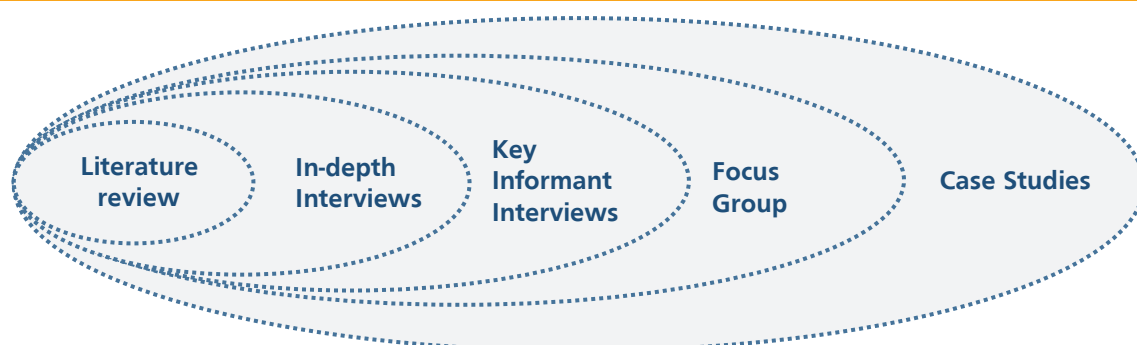 Literature
review
In-depth
Interviews
Key
Informant
Interviews
Focus
Group
Case Studies